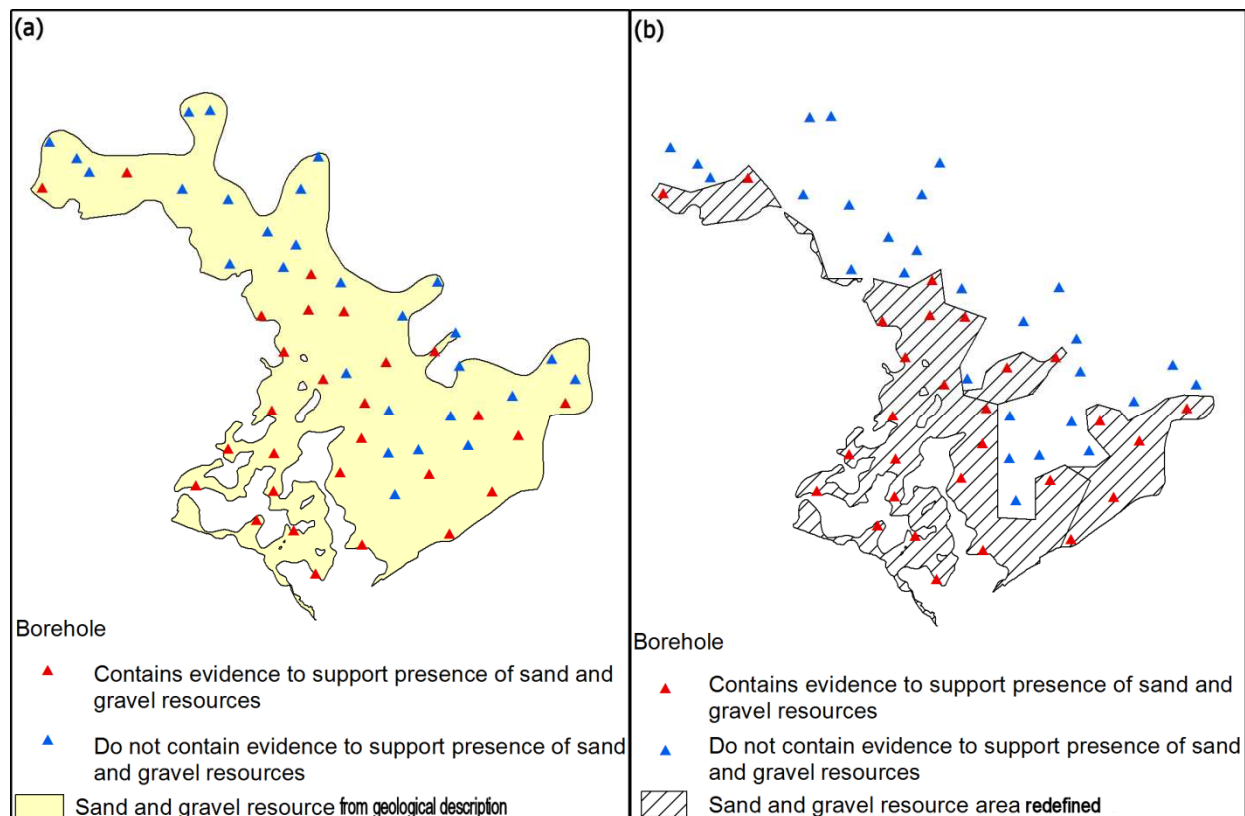 (a)
Borehole
Contains evidence to support presence of sand and
gravel resources
Do not contain evidence to support presence of sand
and gravel resources
Sand and gravel resource from geological description
(b)
Borehole
Contains evidence to support presence of sand and
gravel resources
Do not contain evidence to support presence of sand
and gravel resources
Sand and gravel resource area redefined